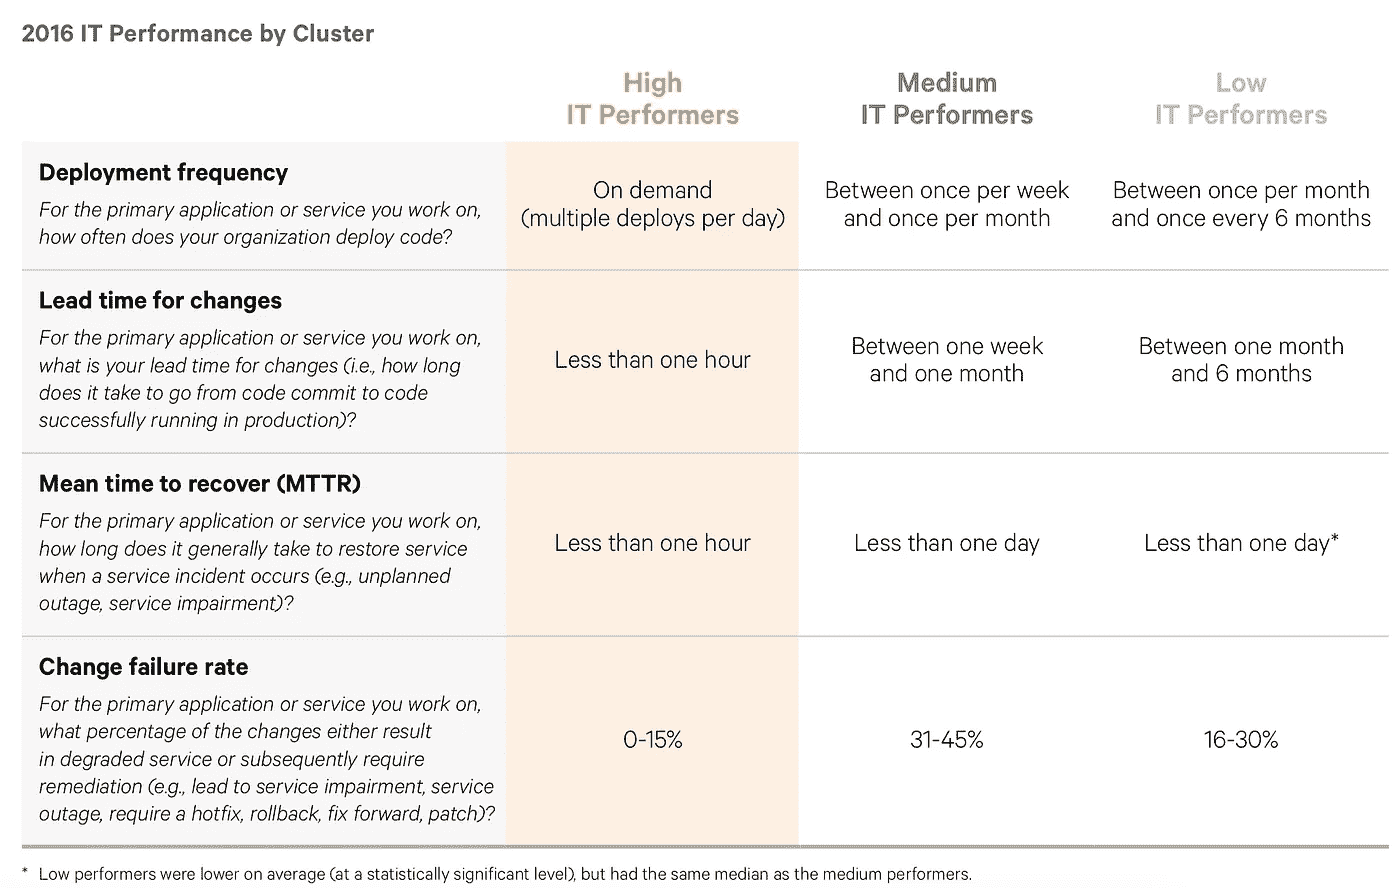 2016 IT Performance by Cluster
High
IT Performers
Medium
IT Performers
Low
IT Performers
Deployment frequency
For the primary application or service you work on,
how often does your organization deploy code?
On demand
(multiple deploys per day)
Between once per week
and once per month
Between once per month
and once every 6 months
Lead time for changes
For the primary application or service you work on,
what is your lead time for changes (i.e., how long
does it take to go from code commit to code
successfully running in production)?
Less than one hour
Between one week
and one month
Between one month
and 6 months
Mean time to recover (MTTR)
For the primary application or service you work on,
how long does it generally take to restore service
when a service incident occurs (e.g., unplanned
outage, service impairment)?
Less than one hour
Less than one day
Less than one day*
Change failure rate
For the primary application or service you work on,
what percentage of the changes either result
in degraded service or subsequently require
remediation (e.g., lead to service impairment, service
outage, require a hotfix, rollback, fix forward, patch)?
0-15%
31-45%
16-30%
* Low performers were lower on average (at a statistically significant level), but had the same median as the medium performers.